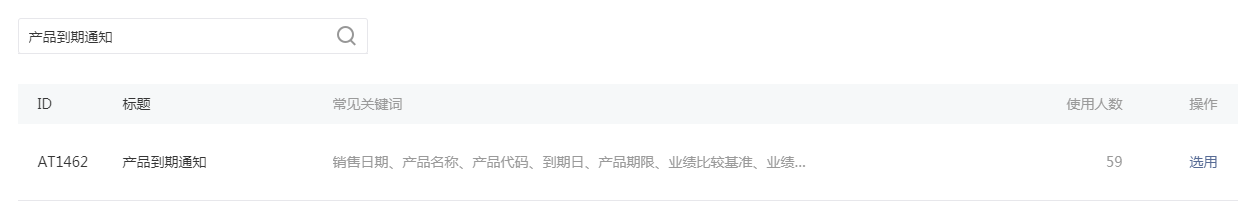 产品到期通知
ID 标题 常见关键词 使用人数 操作
AT1462 产品到期通知 销售日期、产品名称、产品代码、到期日、产品期限、业绩比较基准、业绩... 59 选用